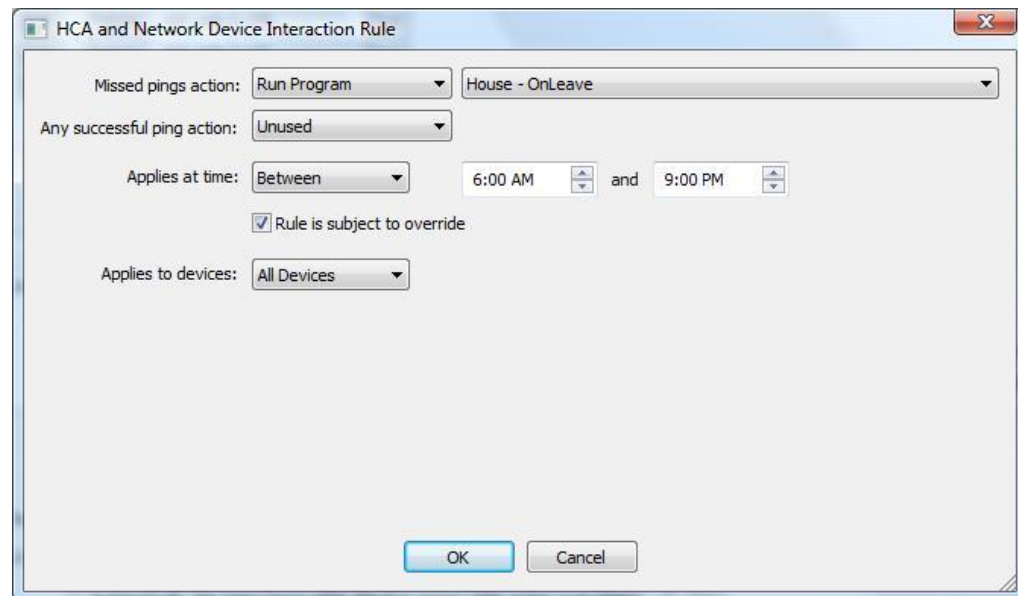 HCA and Network Device Interaction Rule
Missed pings action: Run Program House - OnLeave
Any successful ping action: Unused
Applies at time: Between 6:00 AM and 9:00 PM
Rule is subject to override
Applies to devices: All Devices
OK Cancel